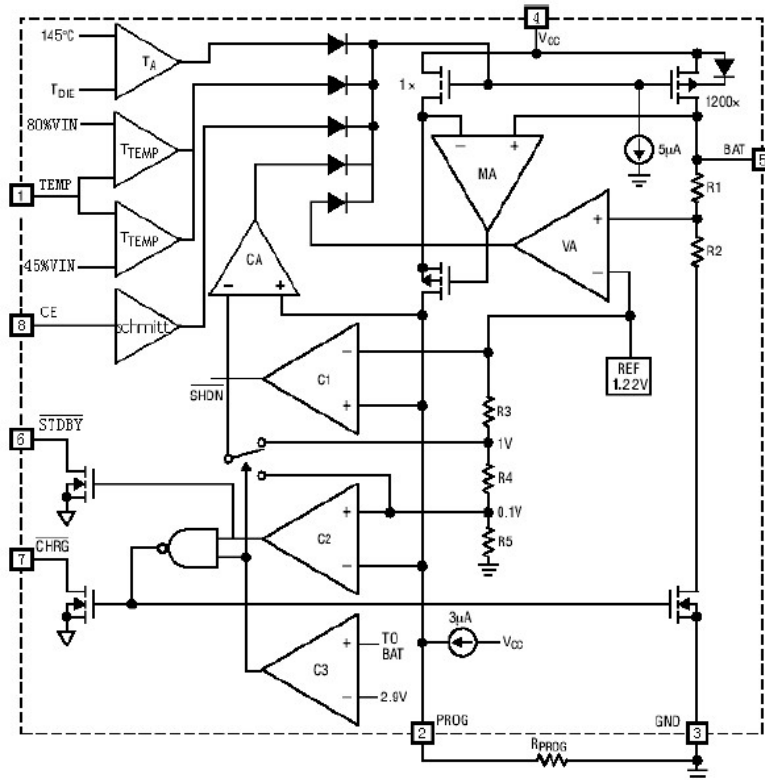 4
VCC
145°C
TA
TDIE
1×
1200×
80%VIN
TTEMP
5µA
BAT
5
MA
1
TEMP
R1
TTEMP
VA
R2
CA
45%VIN
8
CE
schmitt
C1
SHDN
REF
1.22V
R3
STDBY
6
1V
R4
0.1V
C2
R5
CHRG
7
3µA
VCC
TO
BAT
C3
2.9V
2
PROG
GND
3
RPROG